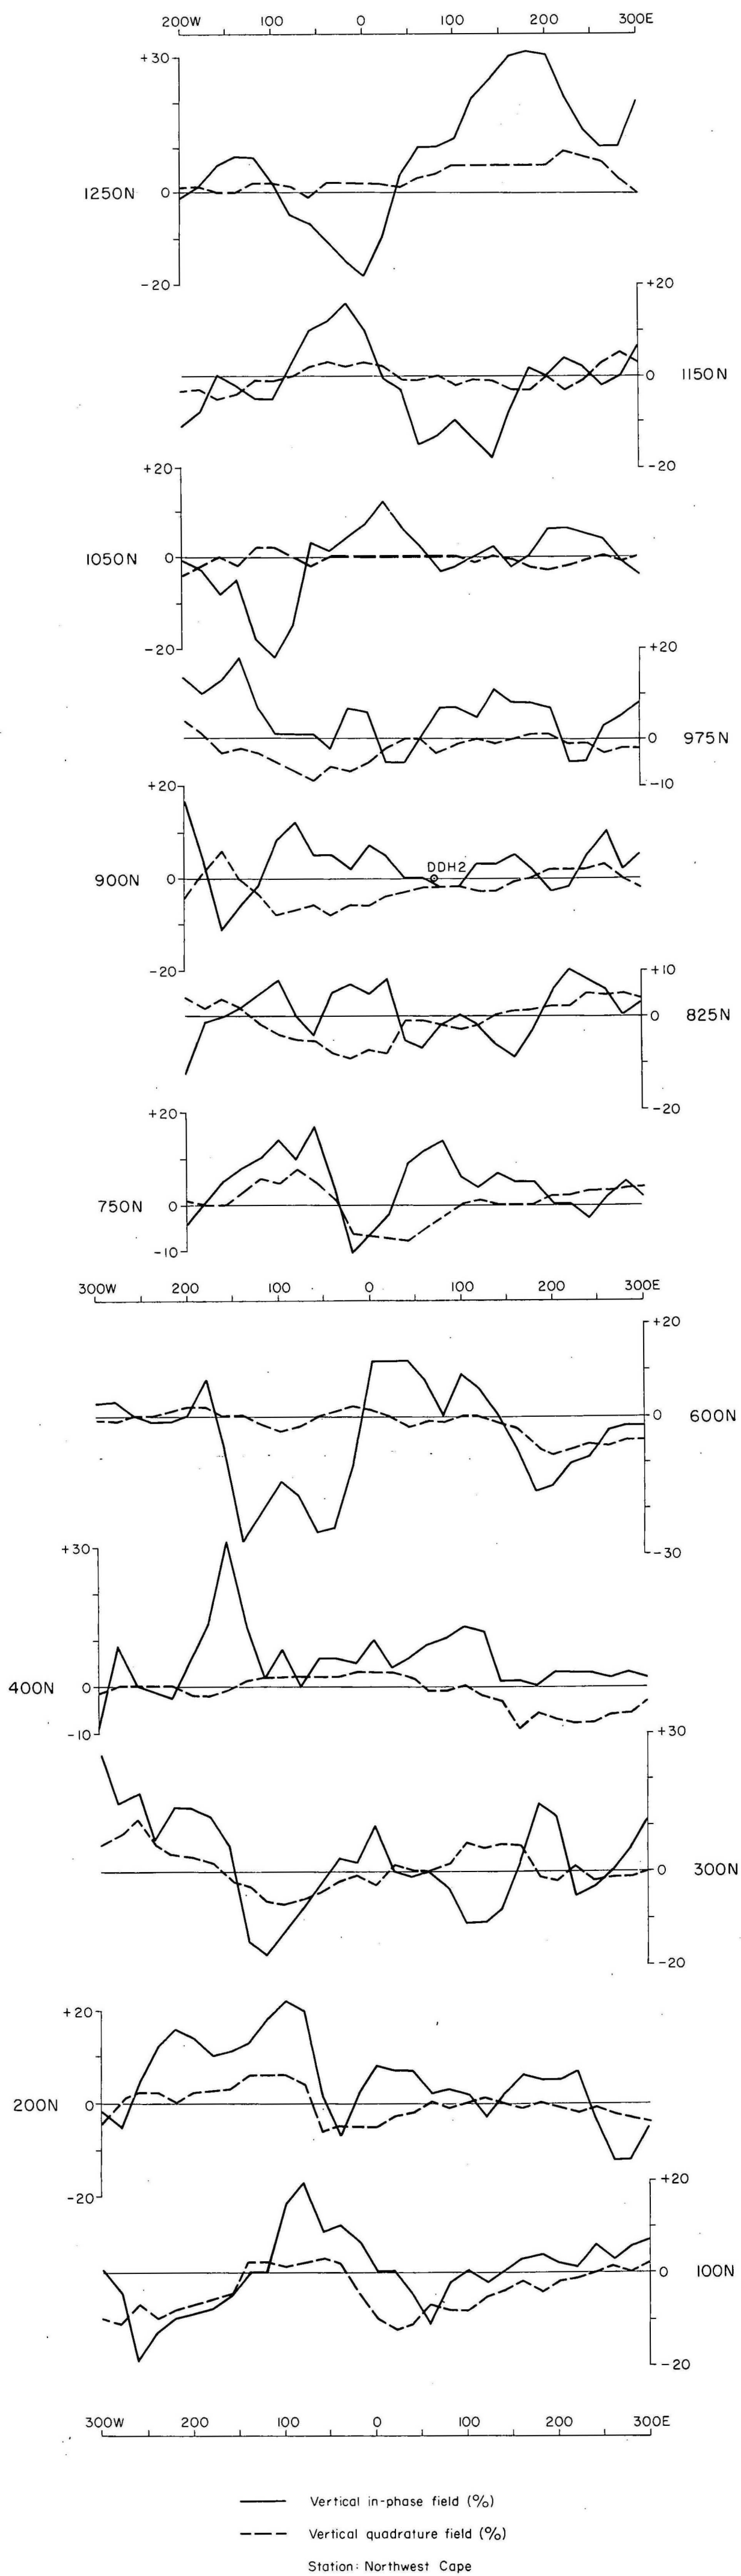 200W 100 0 100 200 300E
+30
1250N 0
-20
+20
0 1150N
-20
+20
1050N 0
-20
+20
0 975N
-10
+20
DDH2
900N 0
-20
+10
0 825N
-20
+20
750N 0
-10
300W 200 100 0 100 200 300E
+20
0 600N
-30
+30
400N 0
-10
+30
0 300N
-20
+20
200N 0
-20
+20
0 100N
-20
300W 200 100 0 100 200 300E
Vertical in-phase field (%)
Vertical quadrature field (%)
Station: Northwest Cape